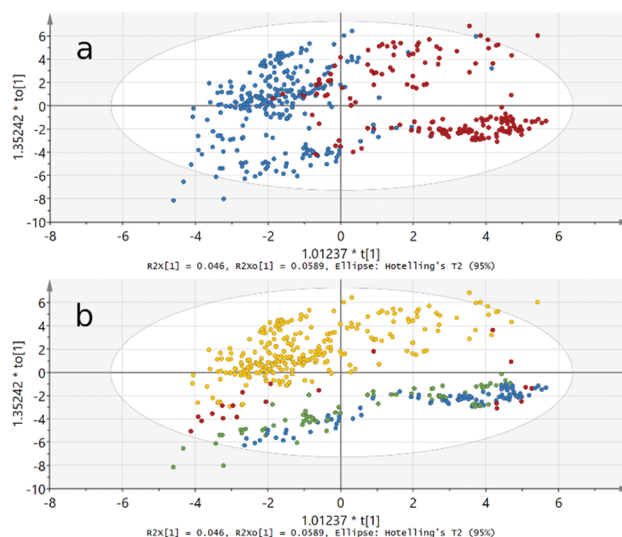 a
6
4
2
0
-2
-4
-6
-8
-10
1.35242 * to[1]
-8 -6 -4 -2 0 2 4 6 8
1.01237 * t[1]
R2X[1] = 0.046, R2Xo[1] = 0.0589, Ellipse: Hotelling's T2 (95%)
b
6
4
2
0
-2
-4
-6
-8
-10
1.35242 * to[1]
-8 -6 -4 -2 0 2 4 6
1.01237 * t[1]
R2X[1] = 0.046, R2Xo[1] = 0.0589, Ellipse: Hotelling's T2 (95%)